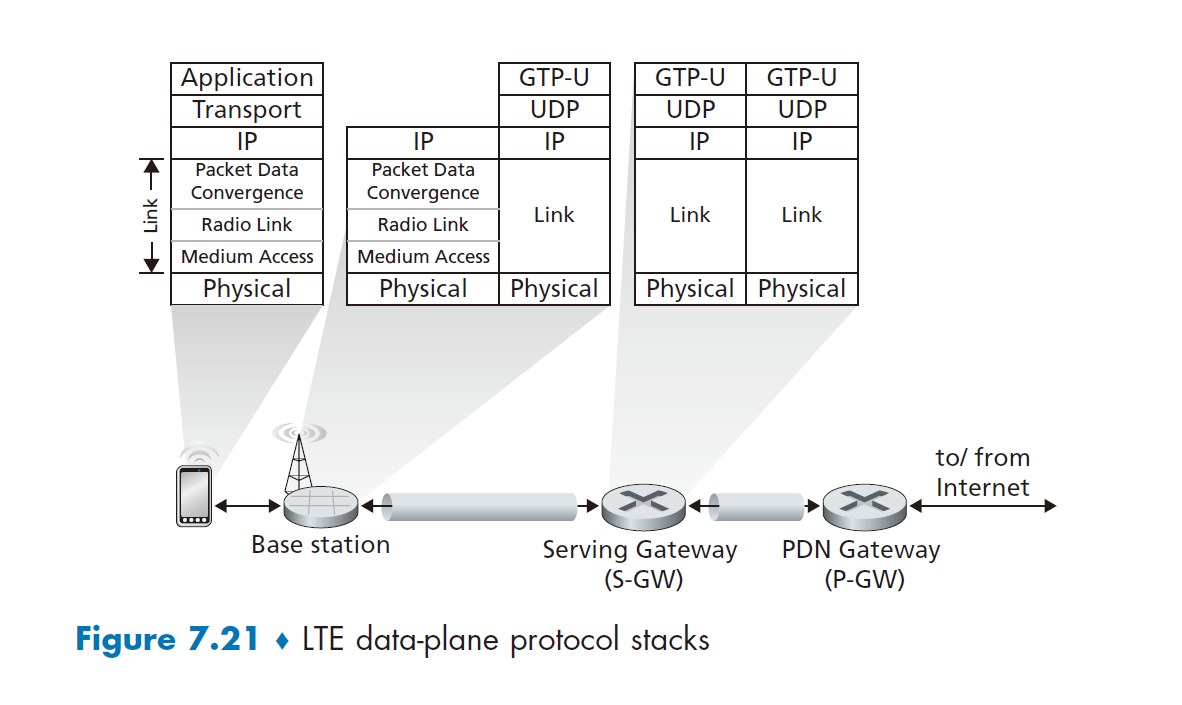 Application
Transport
IP
Packet Data
Convergence
Radio Link
Medium Access
Physical
Link
IP
Packet Data
Convergence
Radio Link
Medium Access
Physical
GTP-U
UDP
IP
Link
Physical
GTP-U
UDP
IP
Link
Physical
GTP-U
UDP
IP
Link
Physical
Base station
Serving Gateway
(S-GW)
PDN Gateway
(P-GW)
to/ from
Internet
Figure 7.21 ♦ LTE data-plane protocol stacks